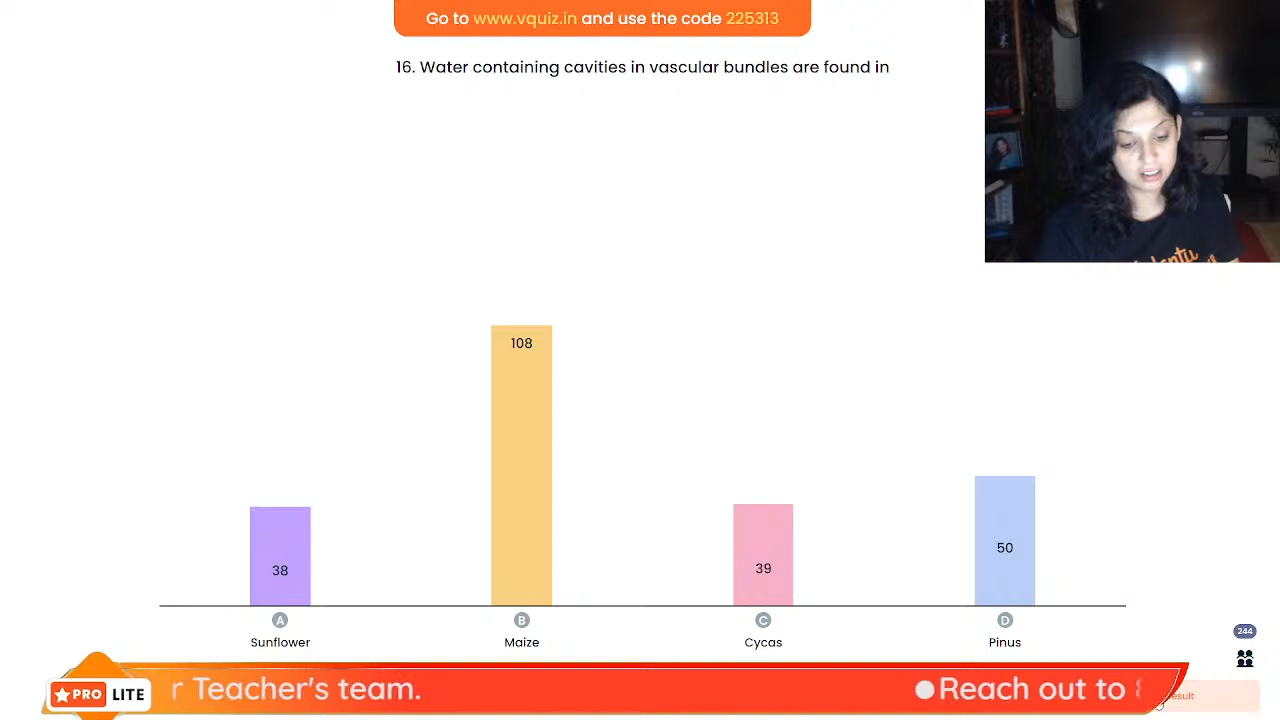 Go to www.vquiz.in and use the code 225313
16. Water containing cavities in vascular bundles are found in
108
50
38
39
A
B
C
D
Sunflower
Maize
Cycas
Pinus
244
PRO LITE
r Teacher's team.
Reach out to